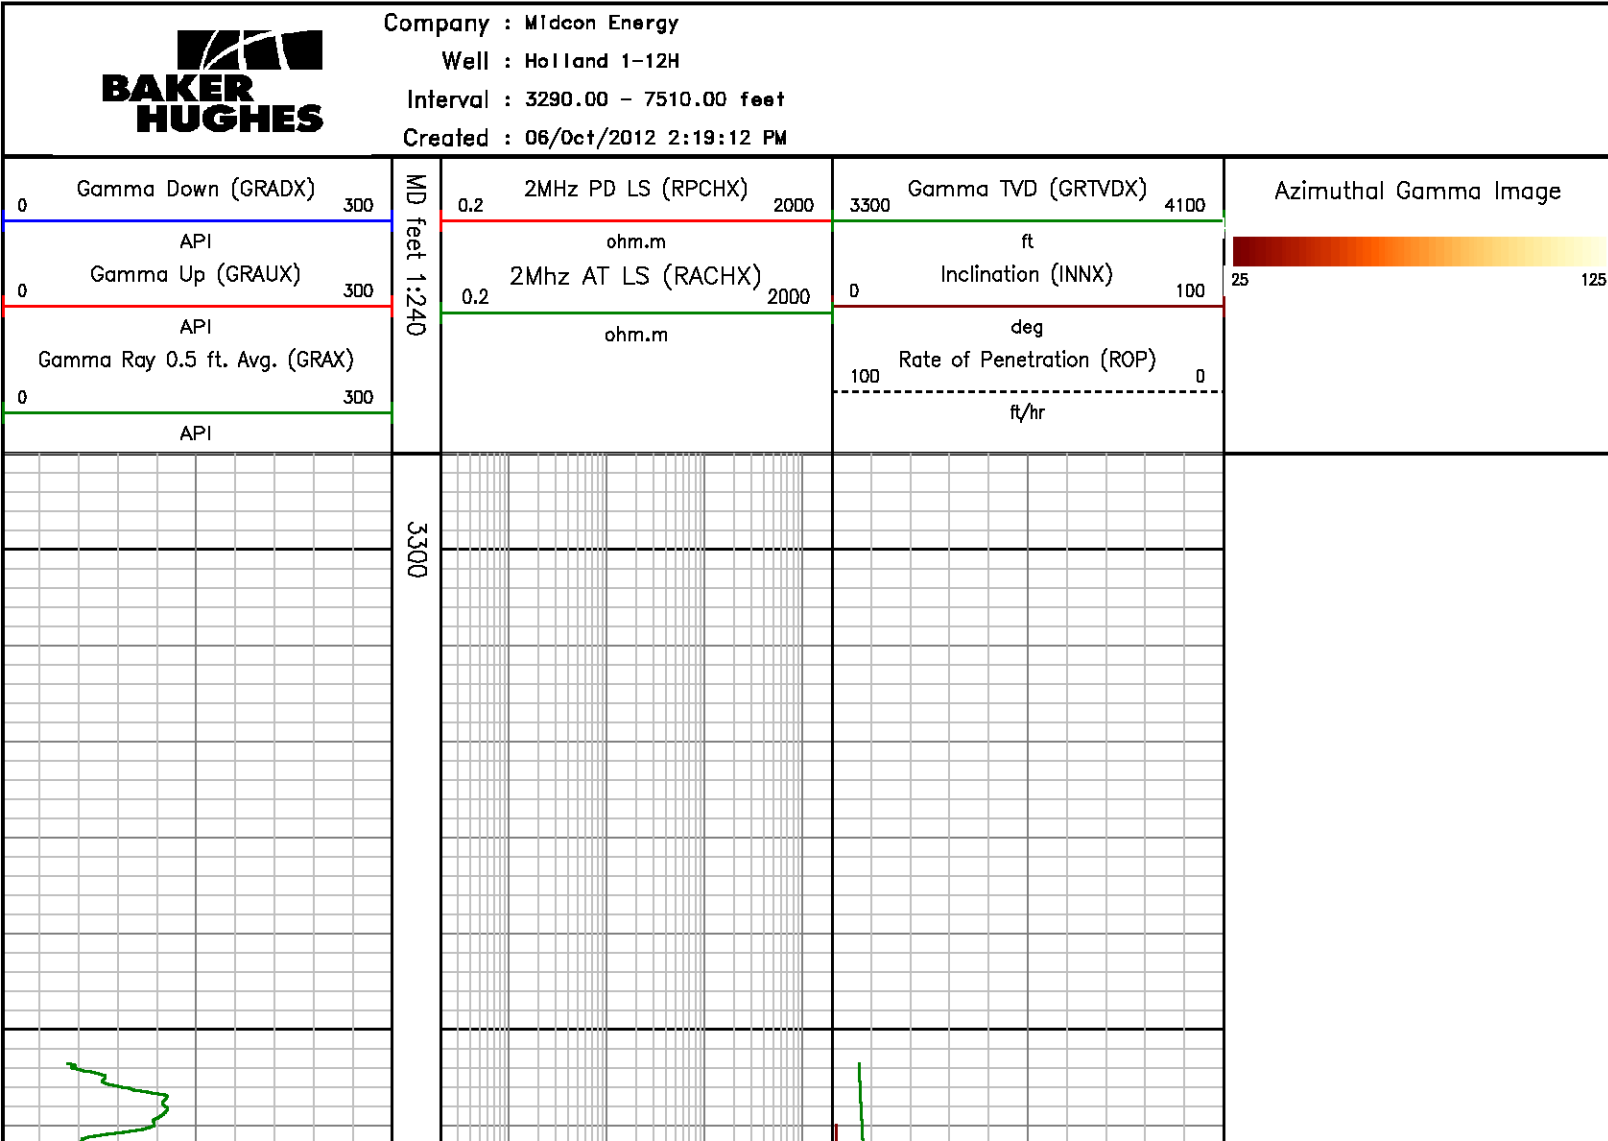 BAKER
HUGHES
Company : Midcon Energy
Well : Holland 1-12H
Interval : 3290.00 - 7510.00 feet
Created : 06/Oct/2012 2:19:12 PM
Gamma Down (GRADX)
0 300
API
Gamma Up (GRAUX)
0 300
API
Gamma Ray 0.5 ft. Avg. (GRAX)
0 300
API
MD feet 1:240
2MHz PD LS (RPCHX)
0.2 2000
ohm.m
2Mhz AT LS (RACHX)
0.2 2000
ohm.m
Gamma TVD (GRTVDX)
3300 4100
ft
Inclination (INNX)
0 100
deg
Rate of Penetration (ROP)
100 0
ft/hr
Azimuthal Gamma Image
25 125
3300